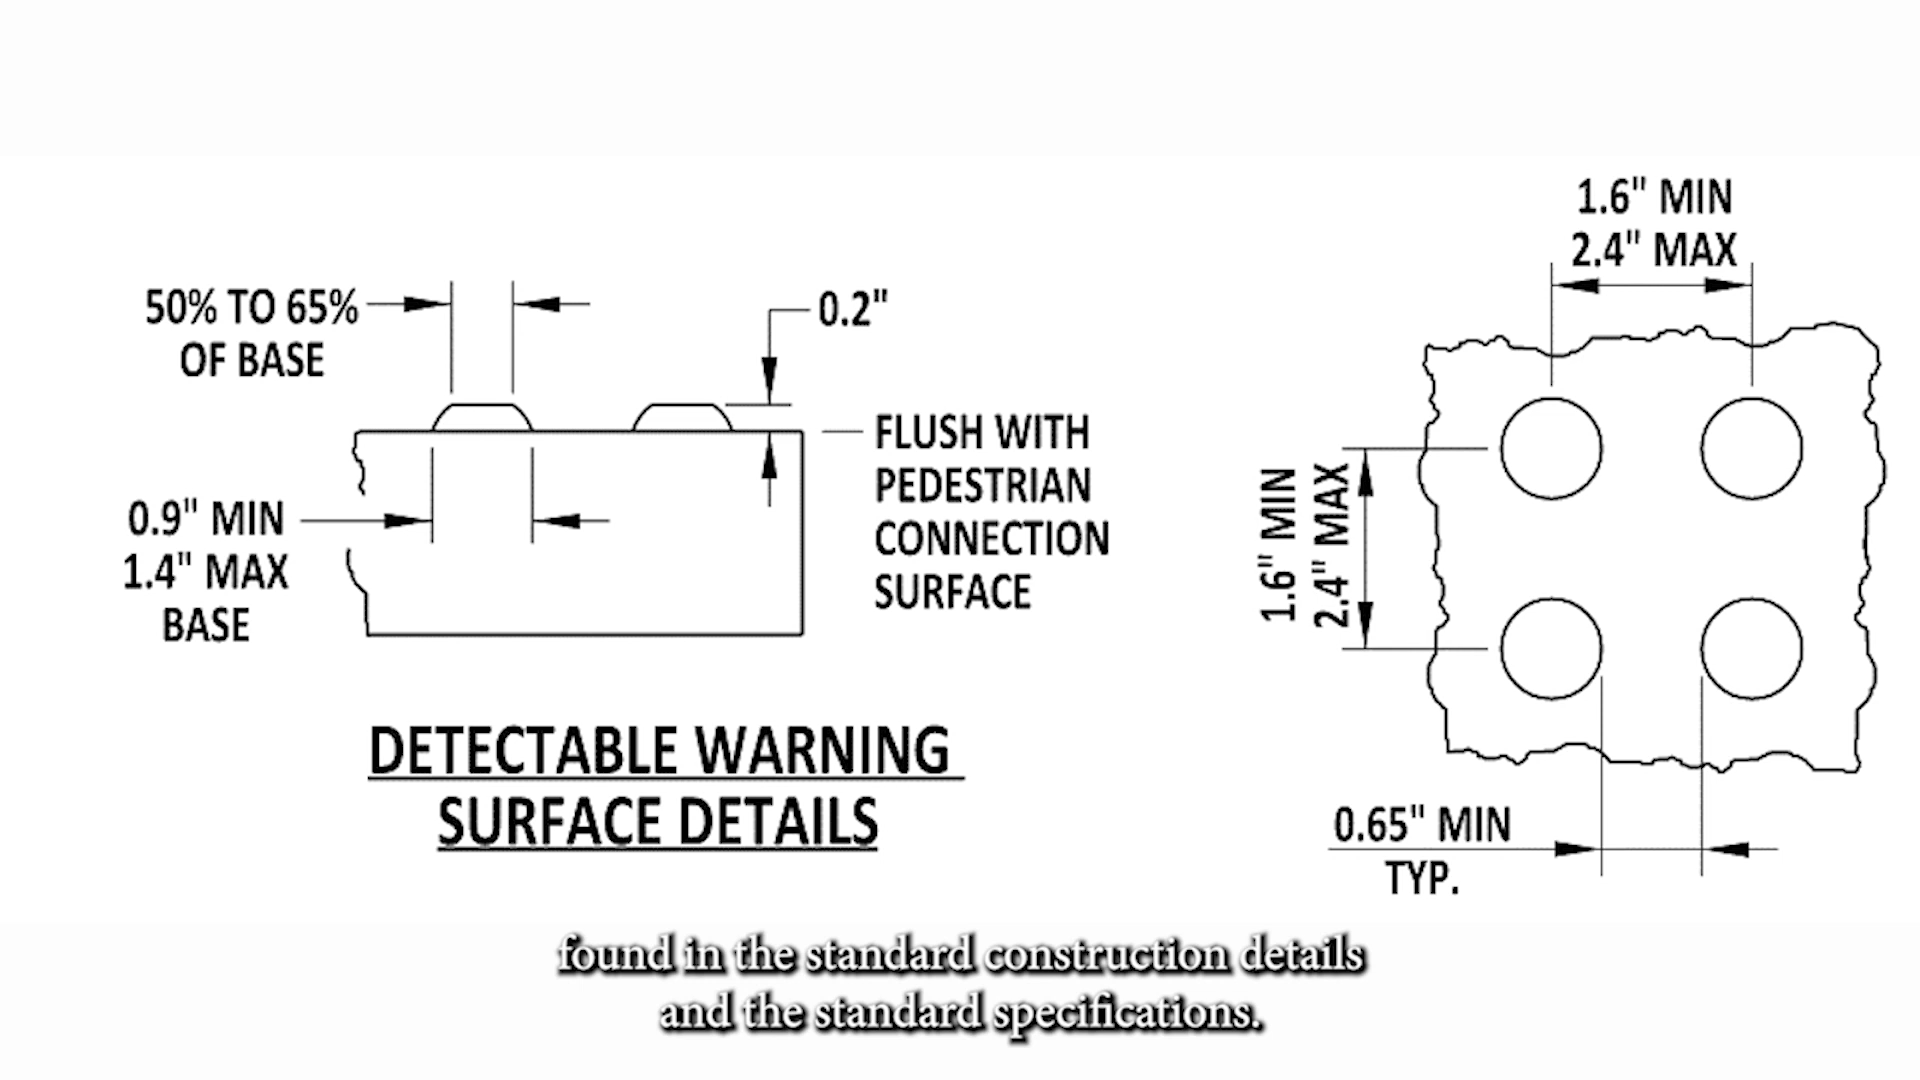 1.6" MIN
2.4" MAX
50% TO 65%
OF BASE
0.2"
FLUSH WITH
PEDESTRIAN
CONNECTION
SURFACE
0.9" MIN
1.4" MAX
BASE
1.6" MIN
2.4" MAX
DETECTABLE WARNING
SURFACE DETAILS
0.65" MIN
TYP.
found in the standard construction details
and the standard specifications.